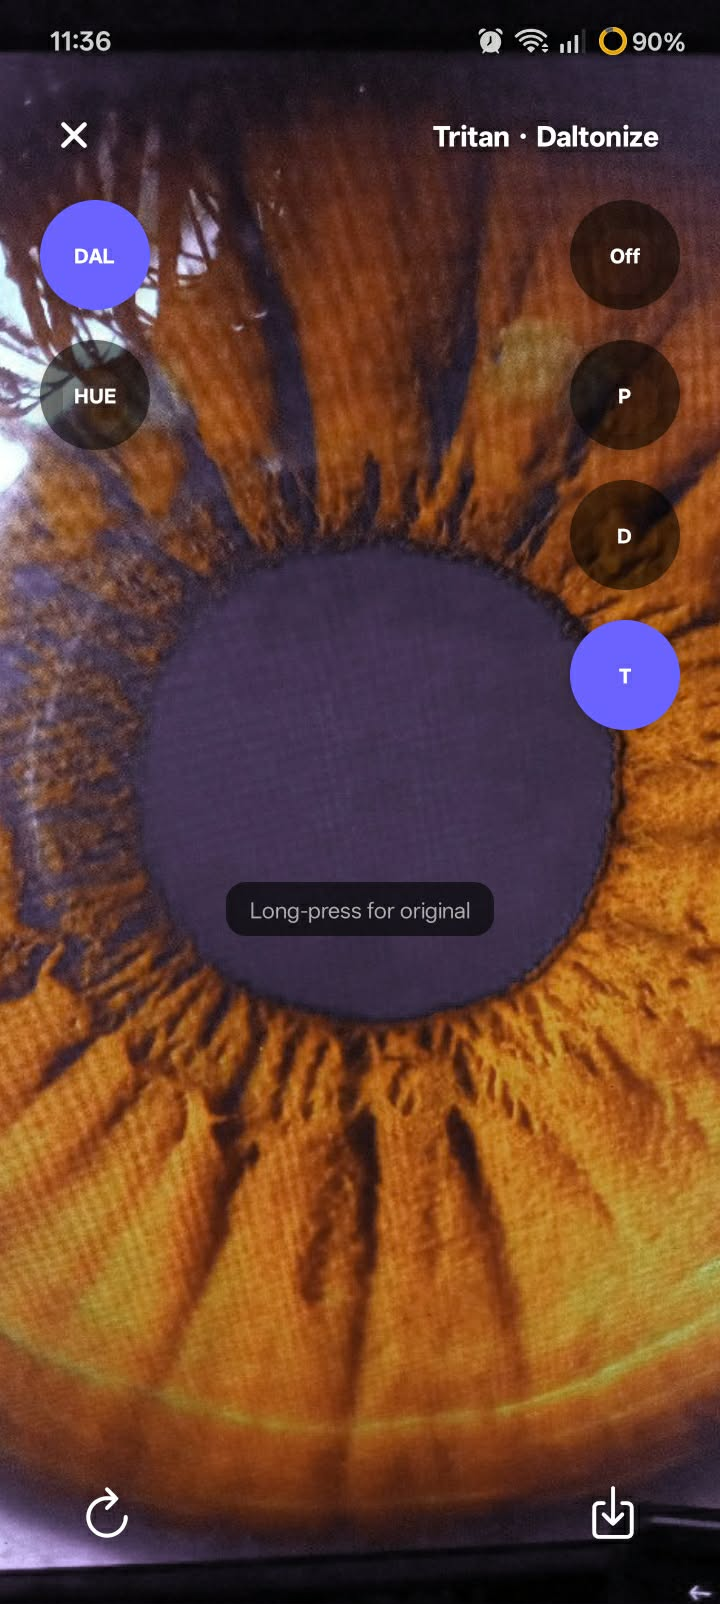 11:36
90%
Tritan · Daltonize
DAL
Off
HUE
P
D
T
Long-press for original